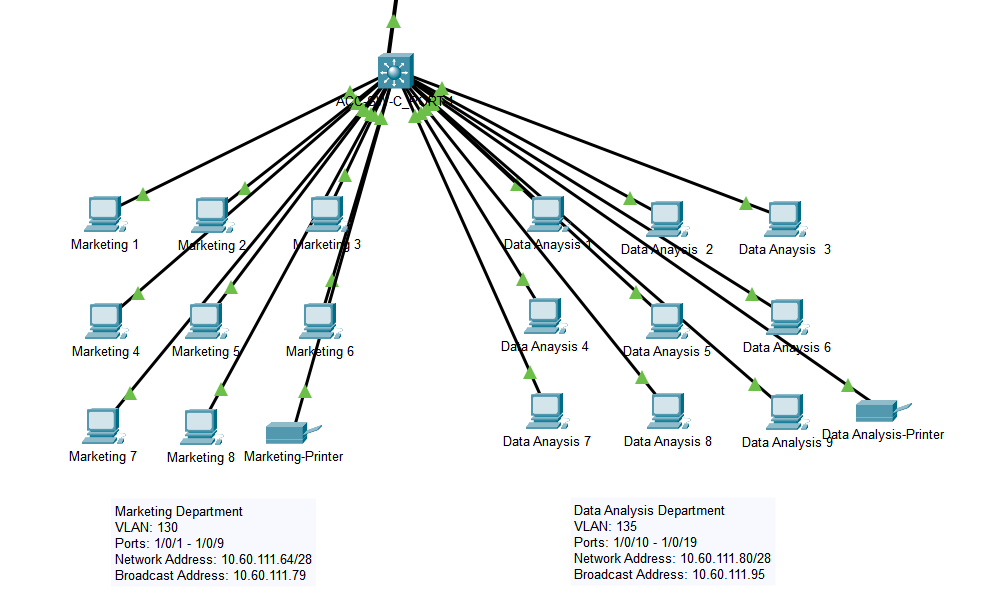 ACC-SW-C_PORT-1
Marketing 1
Marketing 2
Marketing 3
Data Anaysis 1
Data Anaysis  2
Data Anaysis  3
Marketing 4
Marketing 5
Marketing 6
Data Anaysis 4
Data Anaysis 5
Data Anaysis 6
Marketing 7
Marketing 8
Marketing-Printer
Data Anaysis 7
Data Anaysis 8
Data Analysis 9
Data Analysis-Printer
Marketing Department
VLAN: 130
Ports: 1/0/1 - 1/0/9
Network Address: 10.60.111.64/28
Broadcast Address: 10.60.111.79
Data Analysis Department
VLAN: 135
Ports: 1/0/10 - 1/0/19
Network Address: 10.60.111.80/28
Broadcast Address: 10.60.111.95